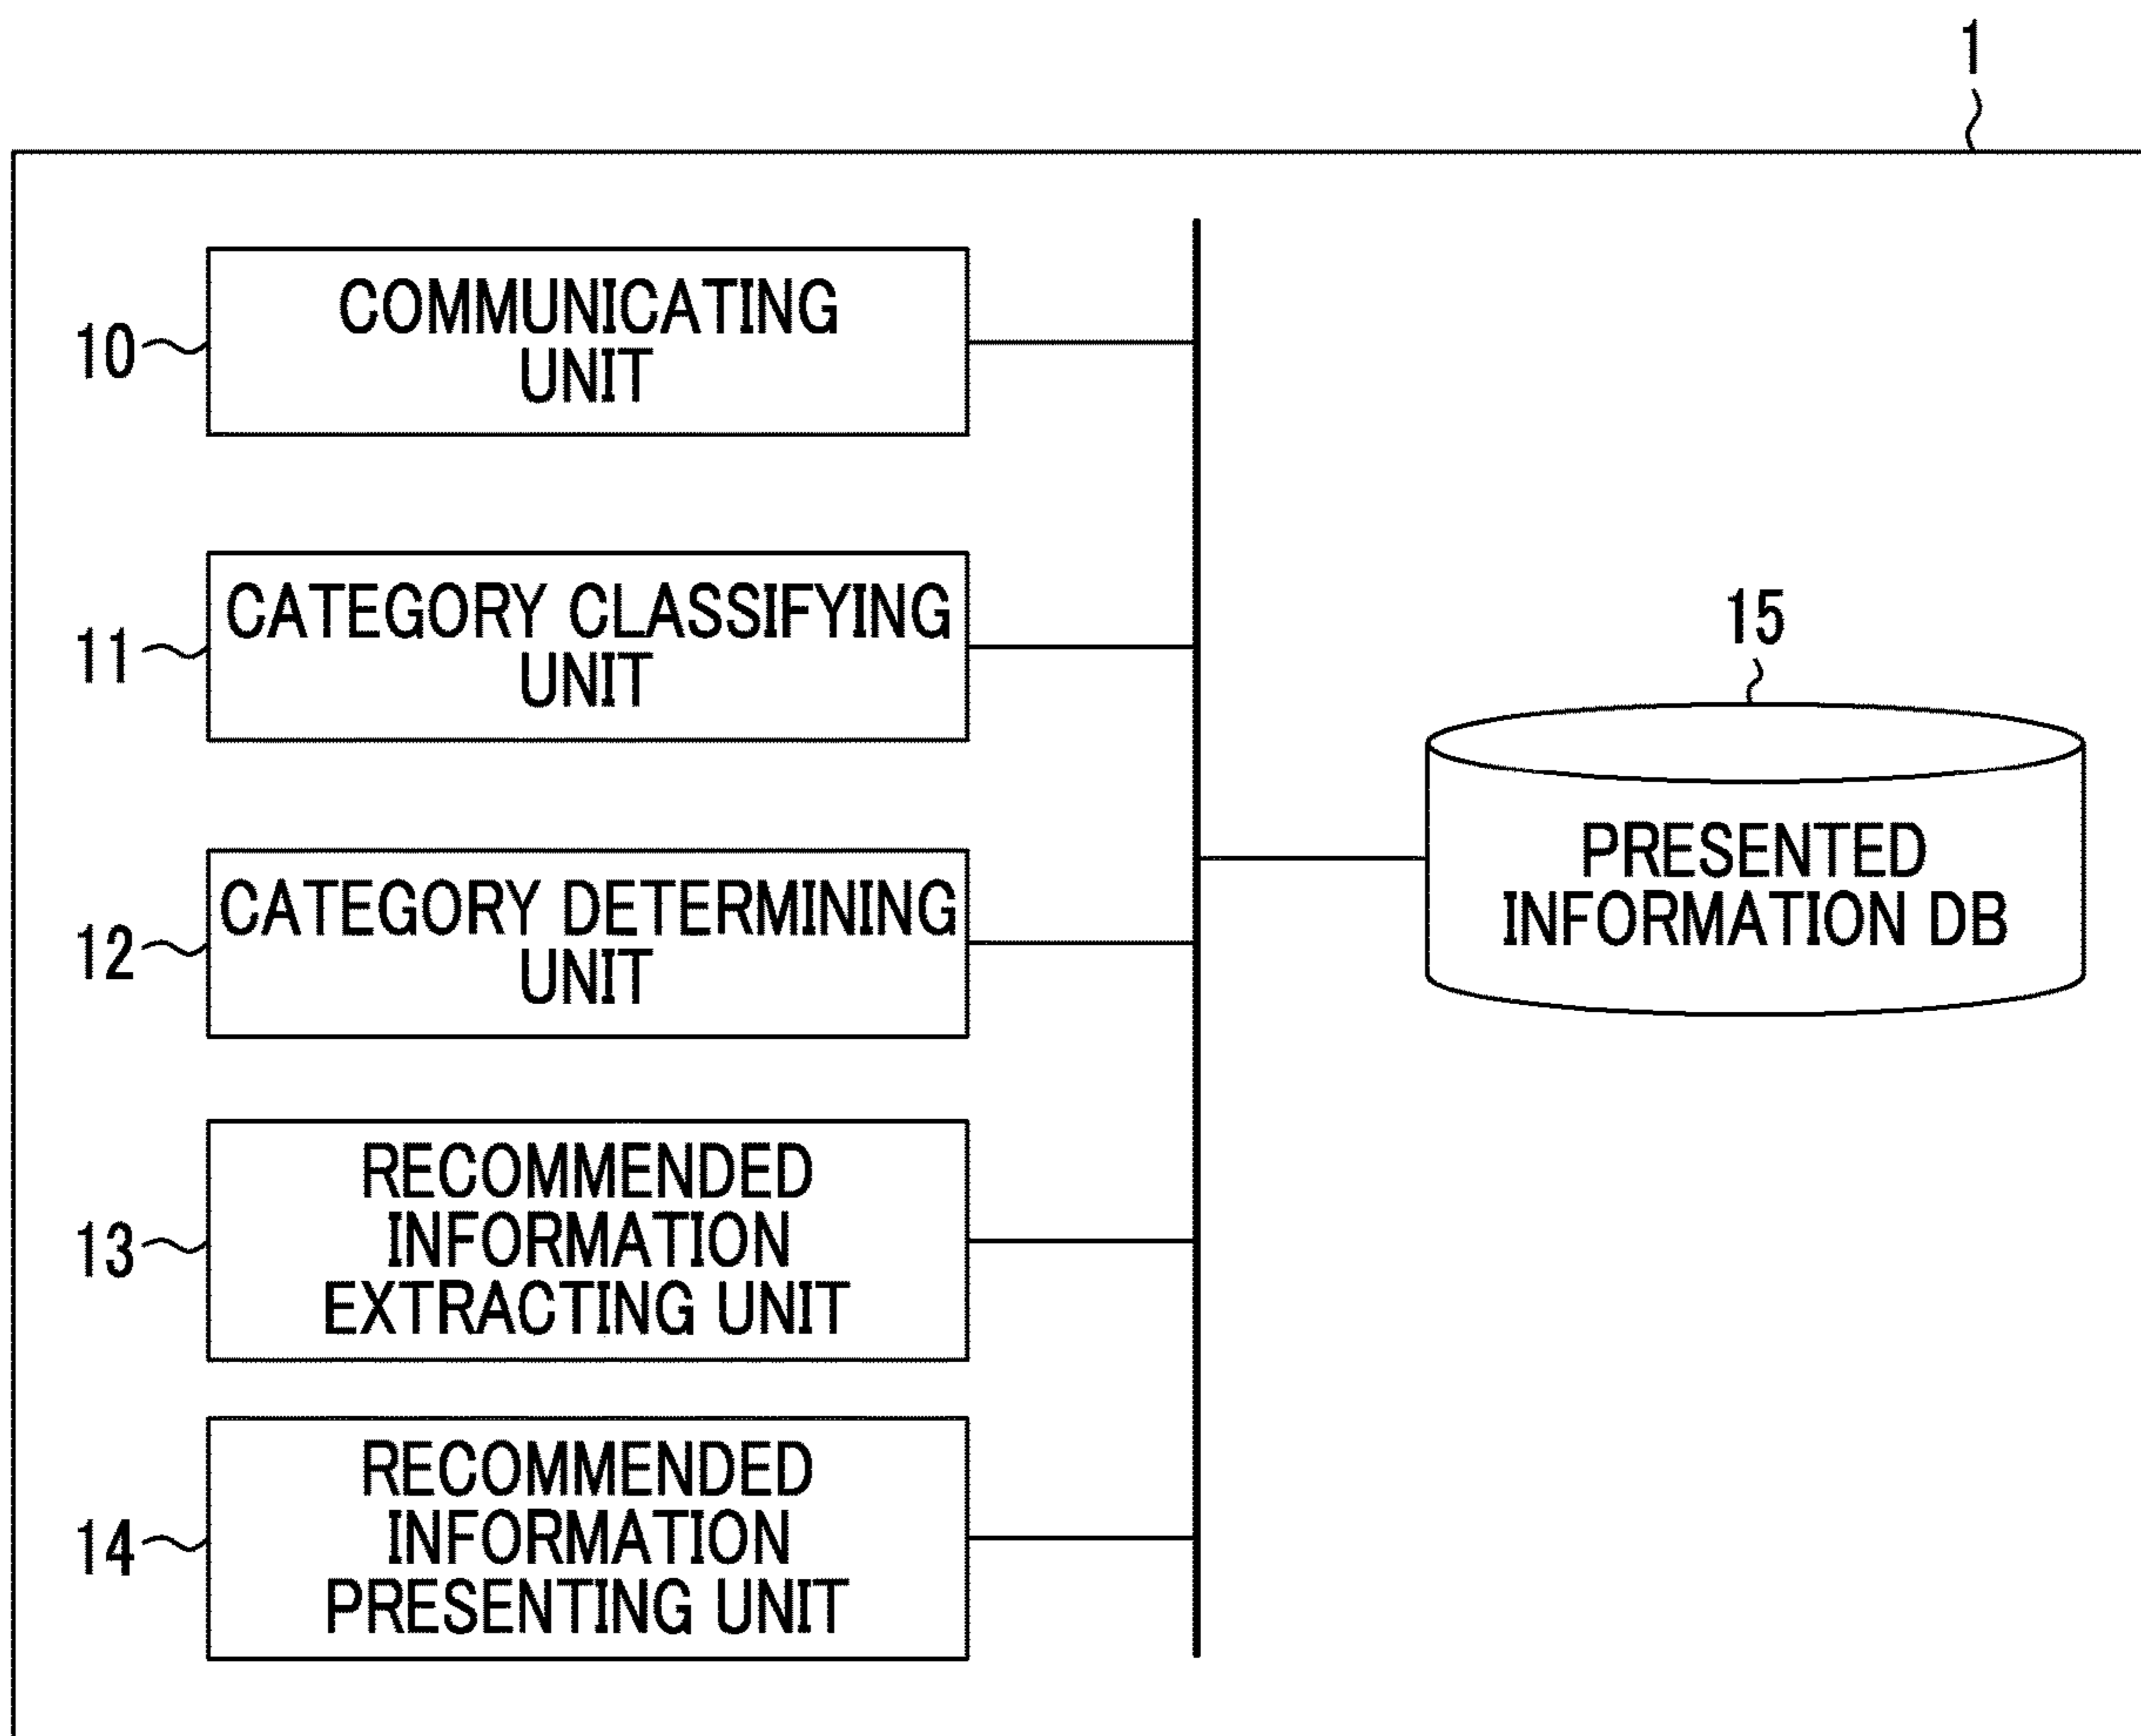 1
10
COMMUNICATING
UNIT
11
CATEGORY CLASSIFYING
UNIT
15
PRESENTED
INFORMATION DB
12
CATEGORY DETERMINING
UNIT
13
RECOMMENDED
INFORMATION
EXTRACTING UNIT
14
RECOMMENDED
INFORMATION
PRESENTING UNIT